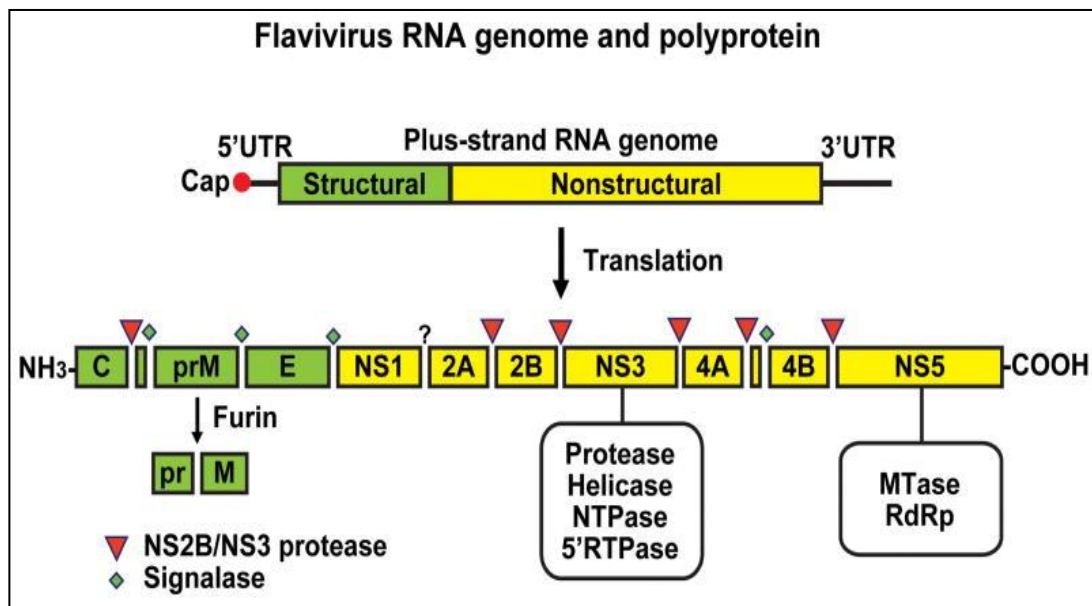 Flavivirus RNA genome and polyprotein
Plus-strand RNA genome
5'UTR
3'UTR
Cap
Structural
Nonstructural
Translation
?
NH3-
C
prM
E
NS1
2A
2B
NS3
4A
4B
NS5
-COOH
Furin
pr
M
Protease
Helicase
NTPase
5'RTPase
MTase
RdRp
NS2B/NS3 protease
Signalase